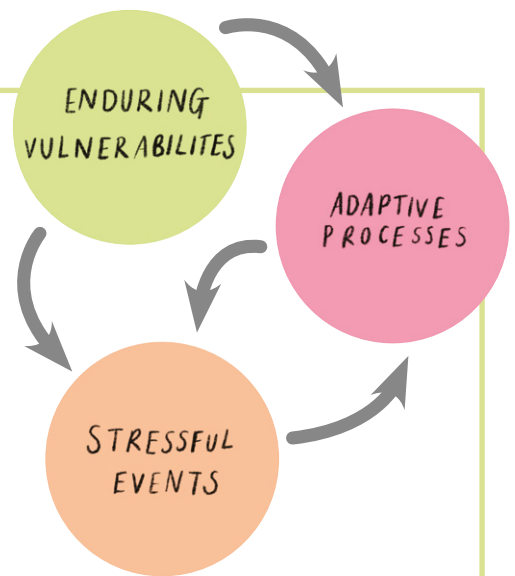 ENDURING
VULNERABILITES
ADAPTIVE
PROCESSES
STRESSFUL
EVENTS